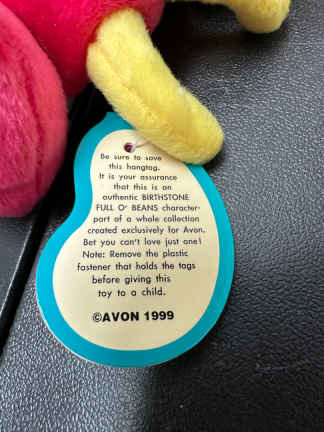 Be sure to save
this hangtag.
It is your assurance
that this is an
authentic BIRTHSTONE
FULL O' BEANS character-
part of a whole collection
created exclusively for Avon.
Bet you can't love just one!
Note: Remove the plastic
fastener that holds the tags
before giving this
toy to a child.
©AVON 1999